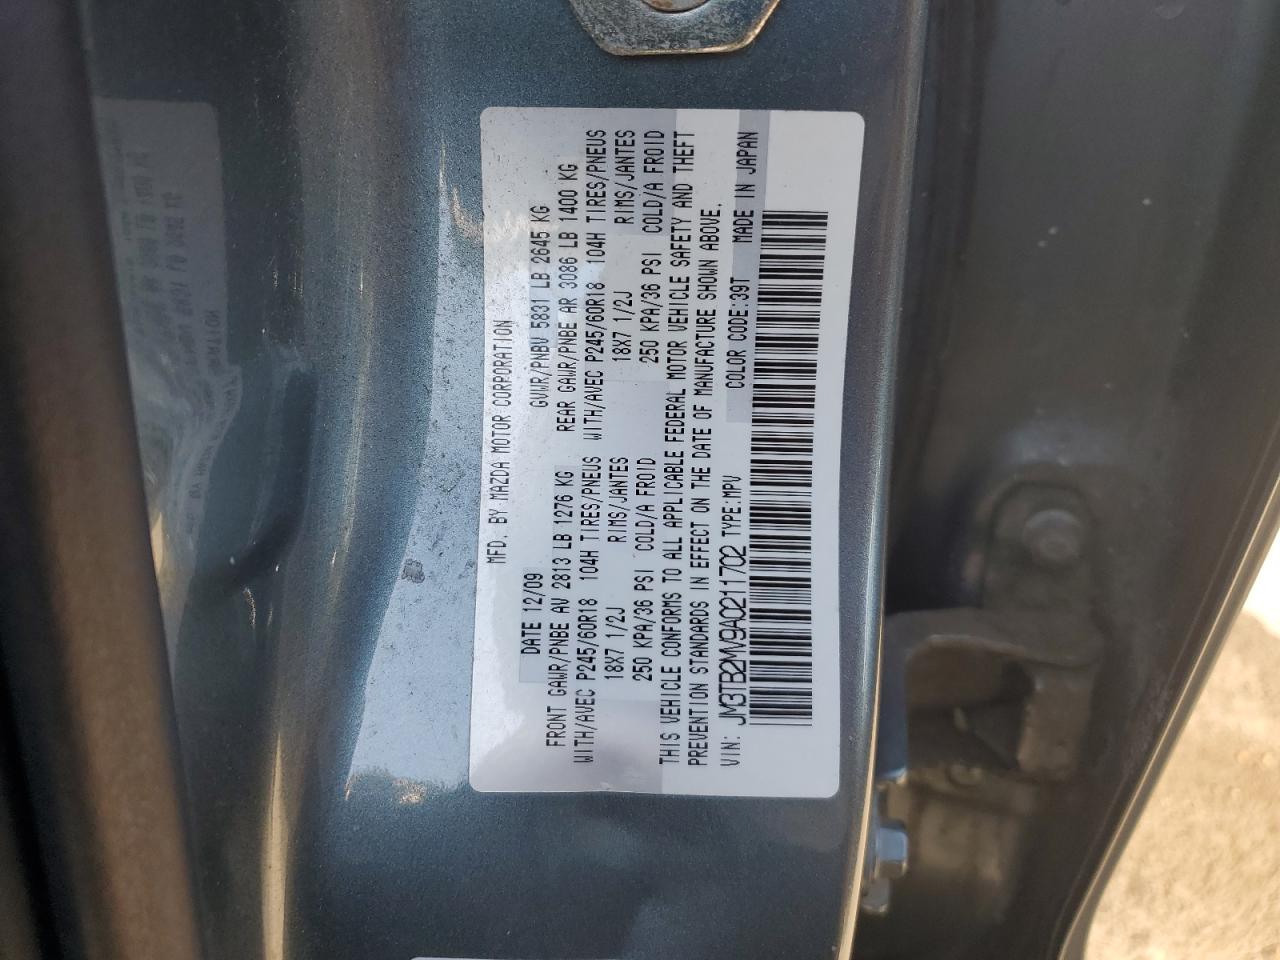 MFD. BY MAZDA MOTOR CORPORATION
DATE 12/09 GVWR/PNBV 5831 LB 2645 KG
FRONT GAWR/PNBE AV 2813 LB 1276 KG REAR GAWR/PNBE AR 3086 LB 1400 KG
WITH/AVEC P245/60R18 104H TIRES/PNEUS WITH/AVEC P245/60R18 104H TIRES/PNEUS
18X7 1/2J RIMS/JANTES 18X7 1/2J RIMS/JANTES
250 KPA/36 PSI COLD/A FROID 250 KPA/36 PSI COLD/A FROID
THIS VEHICLE CONFORMS TO ALL APPLICABLE FEDERAL MOTOR VEHICLE SAFETY AND THEFT
PREVENTION STANDARDS IN EFFECT ON THE DATE OF MANUFACTURE SHOWN ABOVE.
VIN: JM3TB2MV9A0211702 TYPE:MPV COLOR CODE:39T MADE IN JAPAN